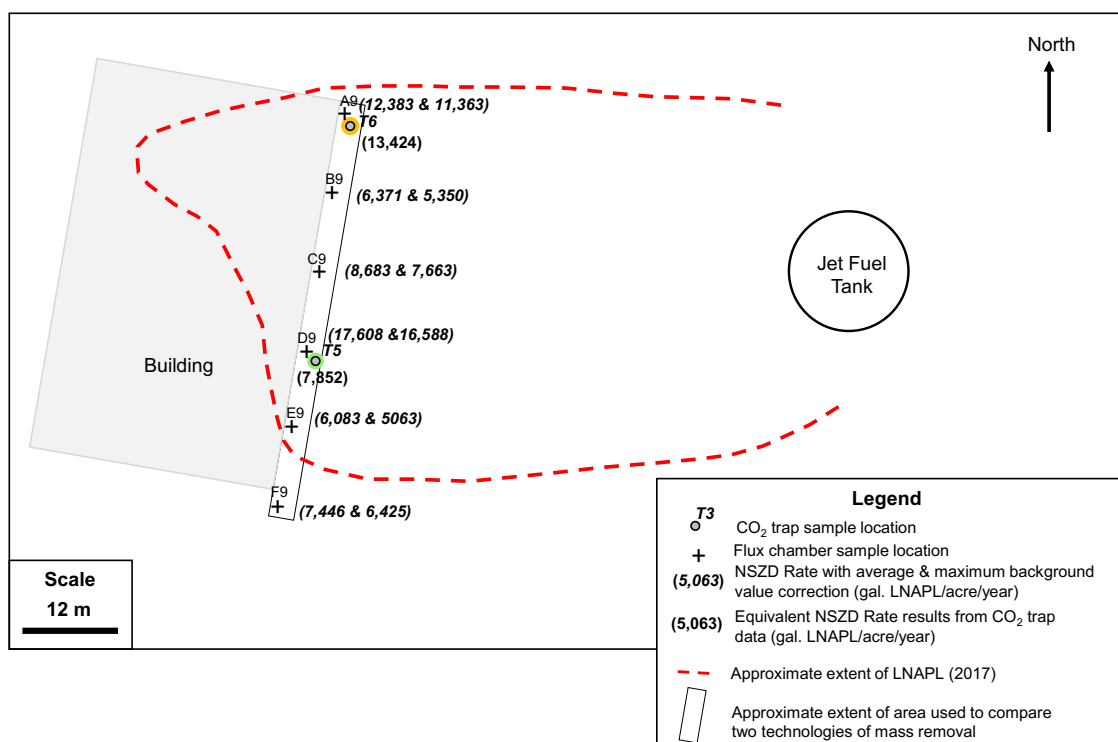 North
A9
(12,383 & 11,363)
T6
(13,424)
B9
(6,371 & 5,350)
C9
(8,683 & 7,663)
Jet Fuel
Tank
(17,608 &16,588)
D9
T5
Building
(7,852)
E9
(6,083 & 5063)
F9
(7,446 & 6,425)
Legend
T3
CO₂ trap sample location
Flux chamber sample location
(5,063) NSZD Rate with average & maximum background
value correction (gal. LNAPL/acre/year)
(5,063) Equivalent NSZD Rate results from CO₂ trap
data (gal. LNAPL/acre/year)
Approximate extent of LNAPL (2017)
Approximate extent of area used to compare
two technologies of mass removal
Scale
12 m